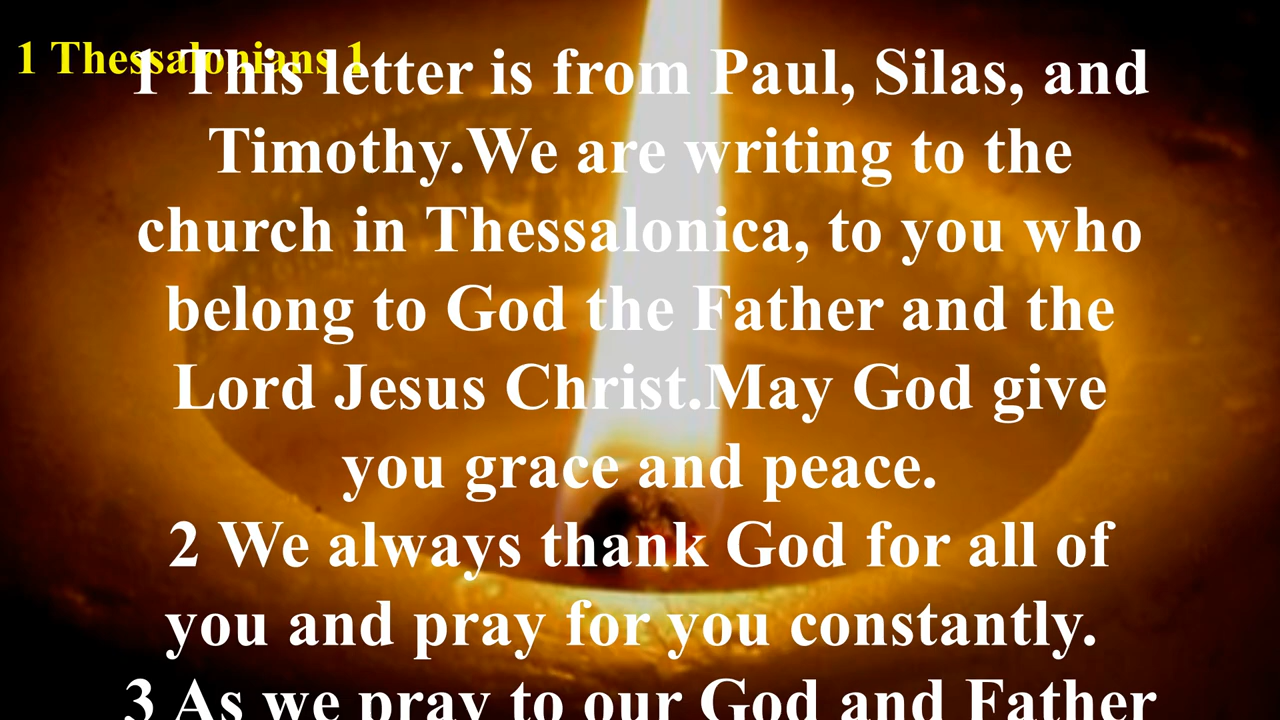 1 Thessalonians 1
1 This letter is from Paul, Silas, and
Timothy.We are writing to the
church in Thessalonica, to you who
belong to God the Father and the
Lord Jesus Christ.May God give
you grace and peace.
2 We always thank God for all of
you and pray for you constantly.
3 As we pray to our God and Father